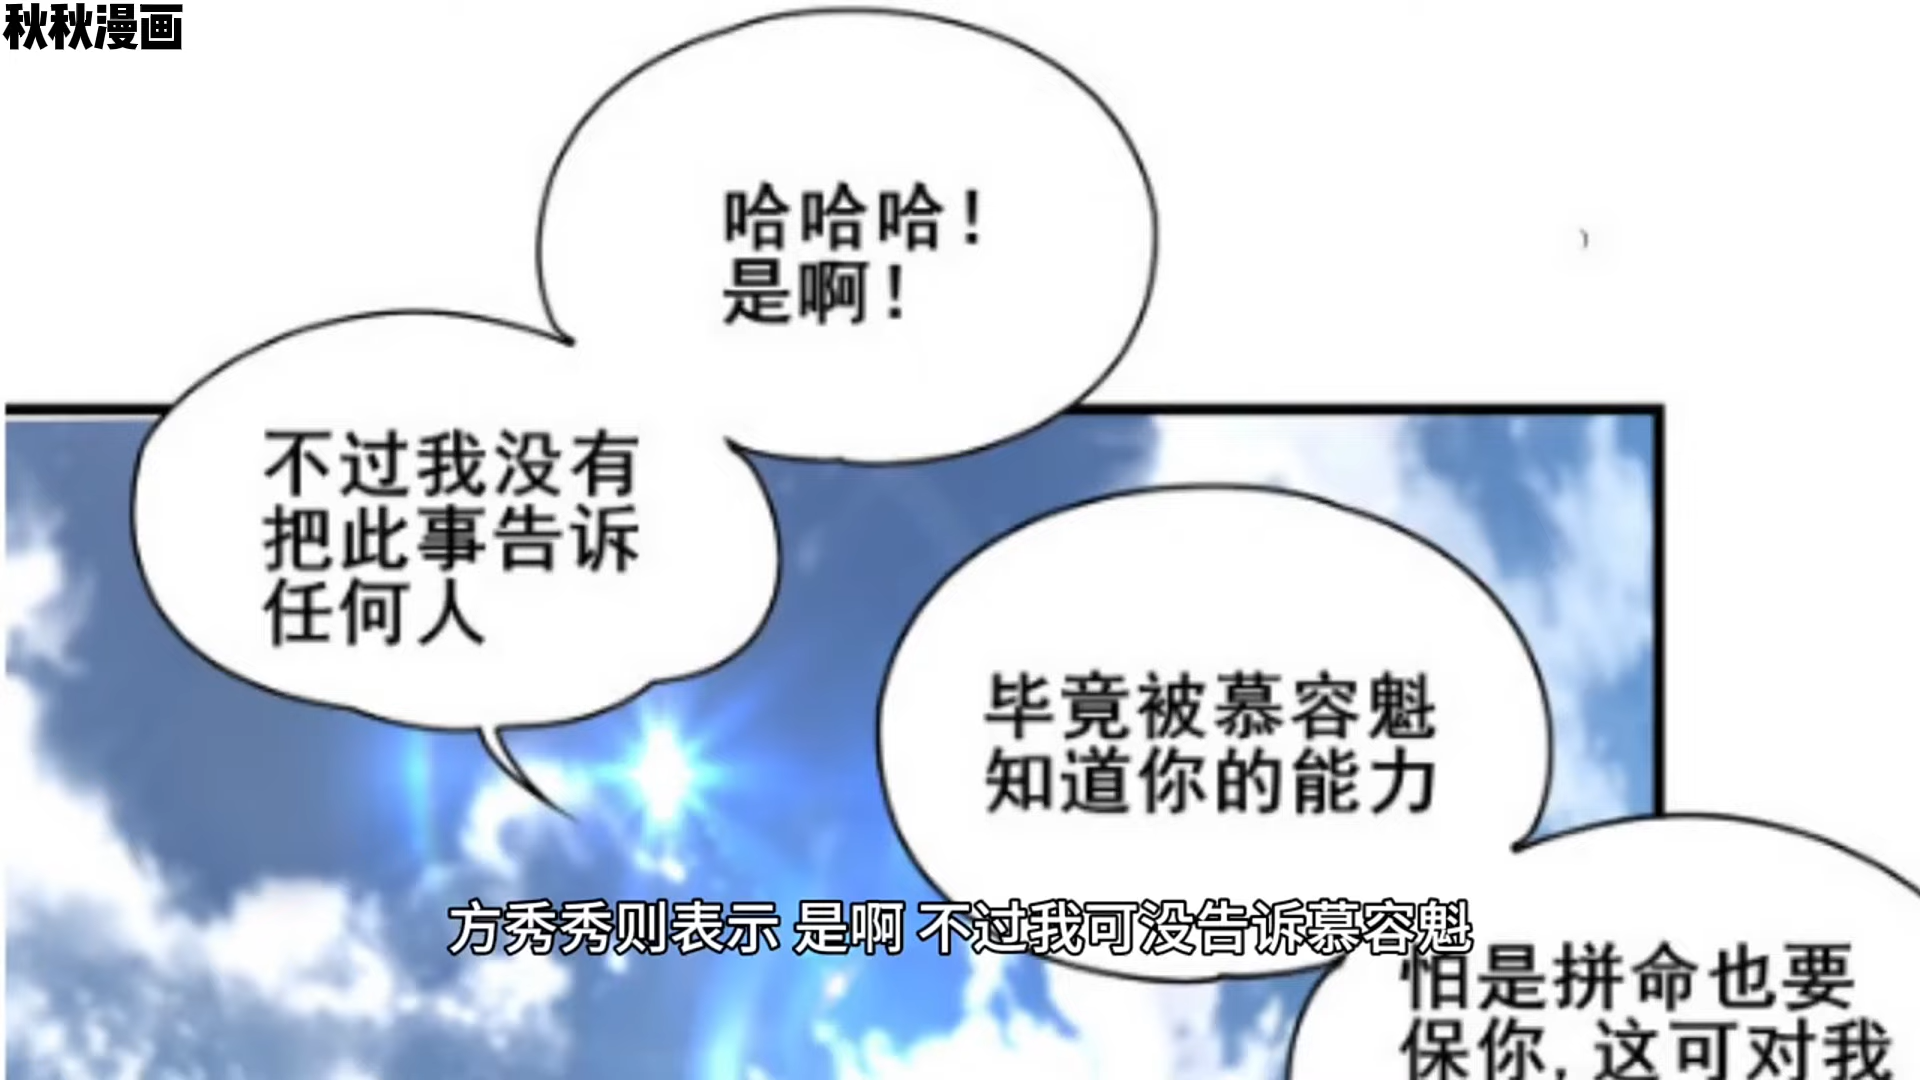 秋秋漫画
哈哈哈！
是啊！
不过我没有
把此事告诉
任何人
毕竟被慕容魁
知道你的能力
怕是拼命也要
保你,这可对我
方秀秀则表示 是啊 不过我可没告诉慕容魁